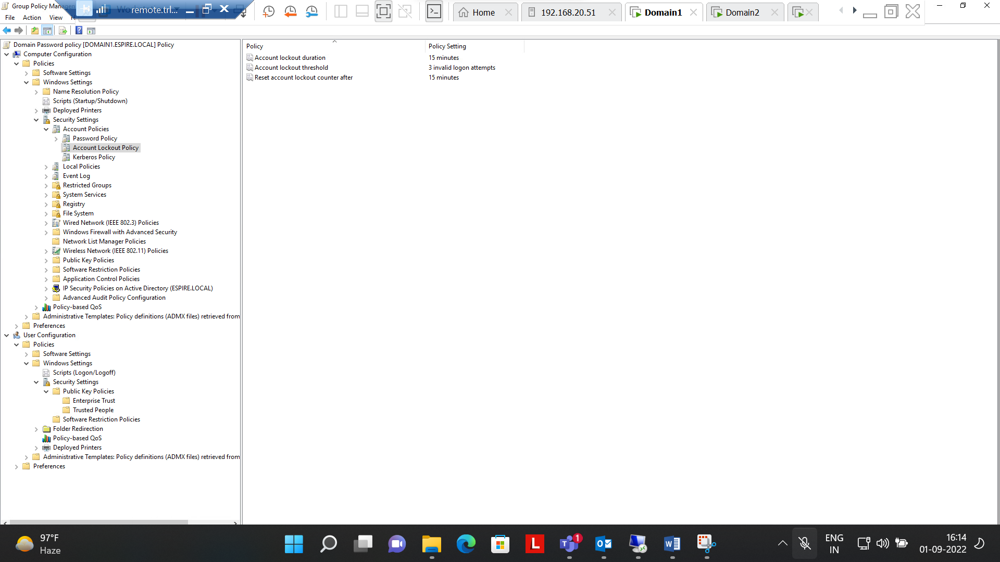 Group Policy Manage
remote.trl...
Home
192.168.20.51
Domain1
Domain2
File Action View
Domain Password policy [DOMAIN1.ESPIRE.LOCAL] Policy
Computer Configuration
Policies
Software Settings
Windows Settings
Name Resolution Policy
Scripts (Startup/Shutdown)
Deployed Printers
Security Settings
Account Policies
Password Policy
Account Lockout Policy
Kerberos Policy
Local Policies
Event Log
Restricted Groups
System Services
Registry
File System
Wired Network (IEEE 802.3) Policies
Windows Firewall with Advanced Security
Network List Manager Policies
Wireless Network (IEEE 802.11) Policies
Public Key Policies
Software Restriction Policies
Application Control Policies
IP Security Policies on Active Directory (ESPIRE.LOCAL)
Advanced Audit Policy Configuration
Policy-based QoS
Administrative Templates: Policy definitions (ADMX files) retrieved from
Preferences
User Configuration
Policies
Software Settings
Windows Settings
Scripts (Logon/Logoff)
Security Settings
Public Key Policies
Enterprise Trust
Trusted People
Software Restriction Policies
Folder Redirection
Policy-based QoS
Deployed Printers
Administrative Templates: Policy definitions (ADMX files) retrieved from
Preferences
Policy Policy Setting
Account lockout duration 15 minutes
Account lockout threshold 3 invalid logon attempts
Reset account lockout counter after 15 minutes
97°F
Haze
1
ENG
IN
16:14
01-09-2022